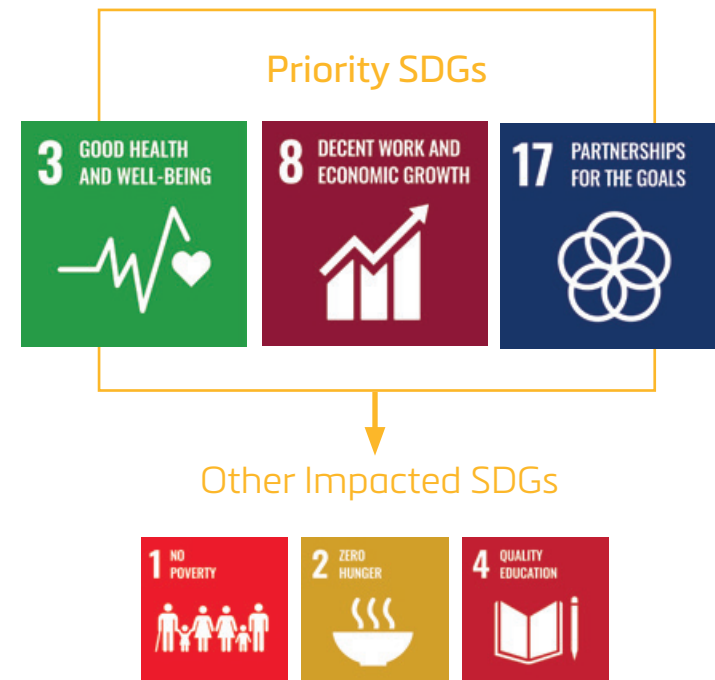 Priority SDGs
3 GOOD HEALTH
AND WELL-BEING
8 DECENT WORK AND
ECONOMIC GROWTH
17 PARTNERSHIPS
FOR THE GOALS
Other Impacted SDGs
1 NO
POVERTY
2 ZERO
HUNGER
4 QUALITY
EDUCATION